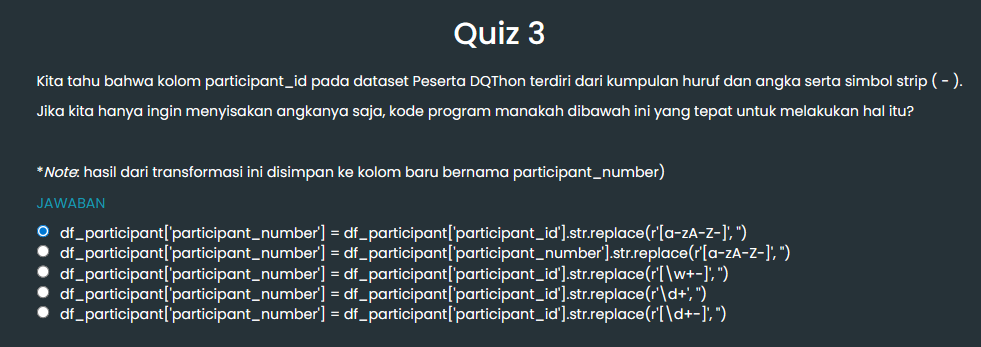 Quiz 3
Kita tahu bahwa kolom participant_id pada dataset Peserta DQThon terdiri dari kumpulan huruf dan angka serta simbol strip ( - ).
Jika kita hanya ingin menyisakan angkanya saja, kode program manakah dibawah ini yang tepat untuk melakukan hal itu?
*Note: hasil dari transformasi ini disimpan ke kolom baru bernama participant_number)
JAWABAN
df_participant['participant_number'] = df_participant['participant_id'].str.replace(r'[a-zA-Z-]', '')
df_participant['participant_number'] = df_participant['participant_number'].str.replace(r'[a-zA-Z-]', '')
df_participant['participant_number'] = df_participant['participant_id'].str.replace(r'[\w+-]', '')
df_participant['participant_number'] = df_participant['participant_id'].str.replace(r'\d+', '')
df_participant['participant_number'] = df_participant['participant_id'].str.replace(r'[\d+-]', '')